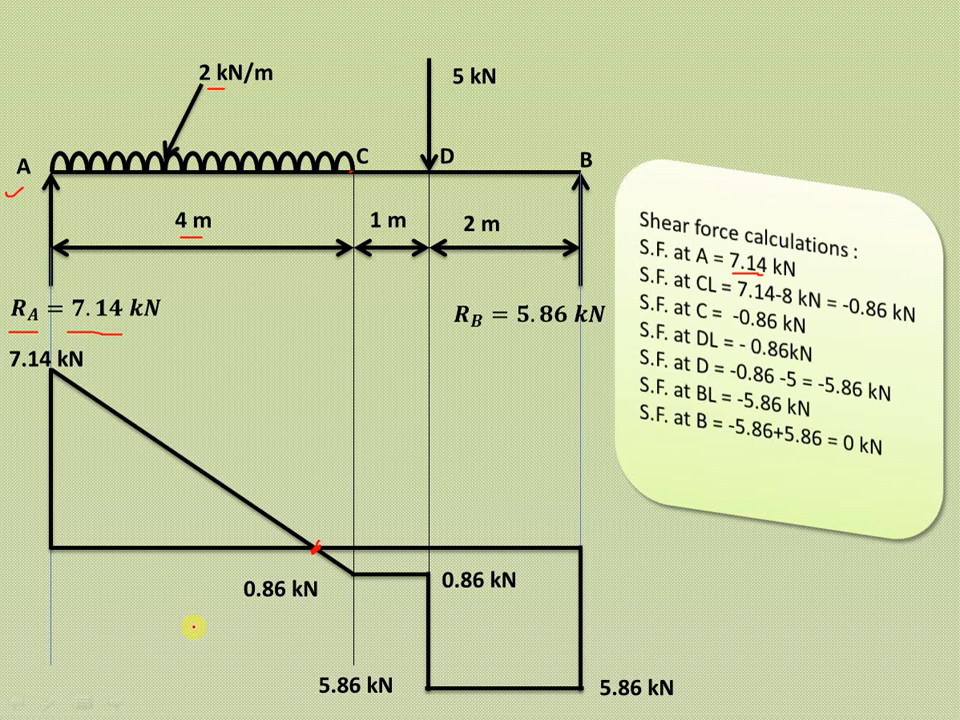 2 kN/m
5 kN
A
C
D
B
4 m
1 m
2 m
R_A = 7.14 kN
R_B = 5.86 kN
7.14 kN
0.86 kN
0.86 kN
5.86 kN
5.86 kN
Shear force calculations :
S.F. at A = 7.14 kN
S.F. at CL = 7.14-8 kN = -0.86 kN
S.F. at C = -0.86 kN
S.F. at DL = - 0.86kN
S.F. at D = -0.86 -5 = -5.86 kN
S.F. at BL = -5.86 kN
S.F. at B = -5.86+5.86 = 0 kN